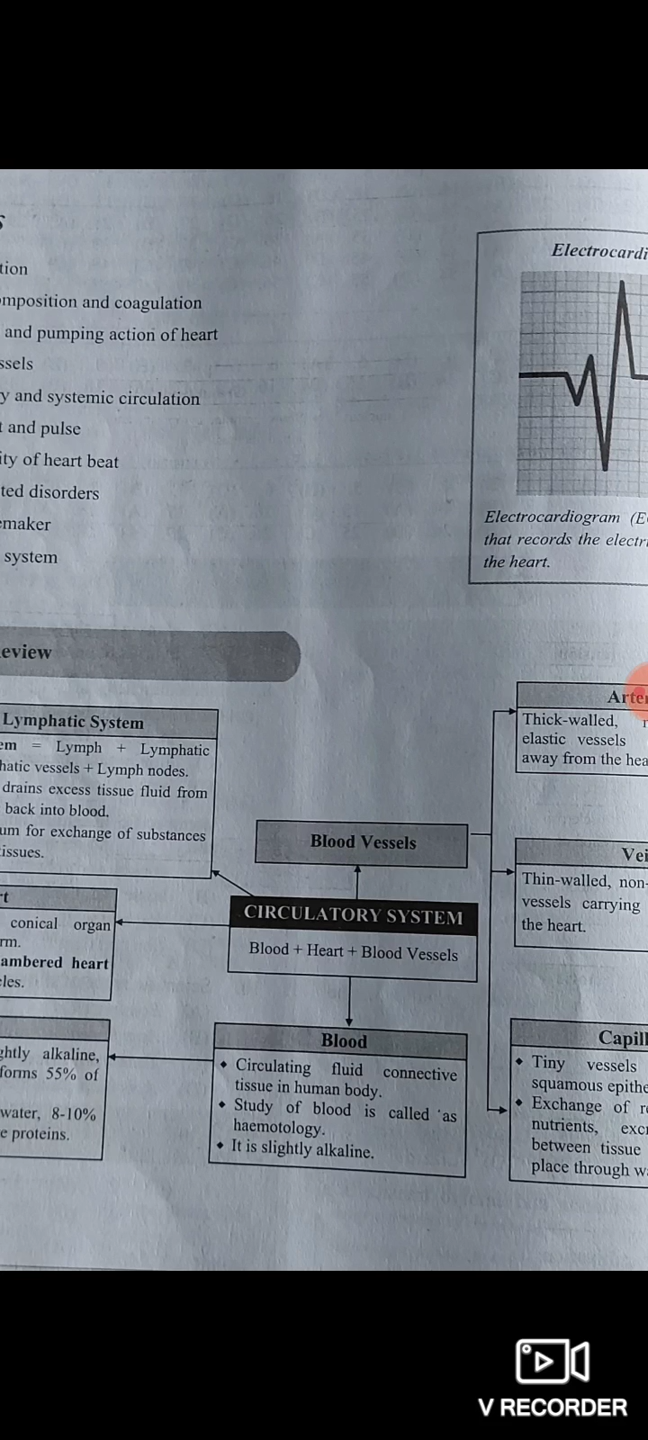 tion
omposition and coagulation
and pumping action of heart
ssels
y and systemic circulation
t and pulse
ity of heart beat
ted disorders
emaker
system
Electrocardi
Electrocardiogram (E
that records the electr
the heart.
eview
Lymphatic System
em = Lymph + Lymphatic
hatic vessels + Lymph nodes.
drains excess tissue fluid from
back into blood.
um for exchange of substances
tissues.
Blood Vessels
CIRCULATORY SYSTEM
Blood + Heart + Blood Vessels
rt
conical organ
rm.
ambered heart
cles.
ghtly alkaline,
forms 55% of
water, 8-10%
e proteins.
Blood
◆ Circulating fluid connective
tissue in human body.
◆ Study of blood is called as
haemotology.
◆ It is slightly alkaline.
Arte
Thick-walled,
elastic vessels
away from the hea
Vei
Thin-walled, non-
vessels carrying
the heart.
Capill
◆ Tiny vessels
squamous epithe
◆ Exchange of r
nutrients, exc
between tissue
place through w
V RECORDER